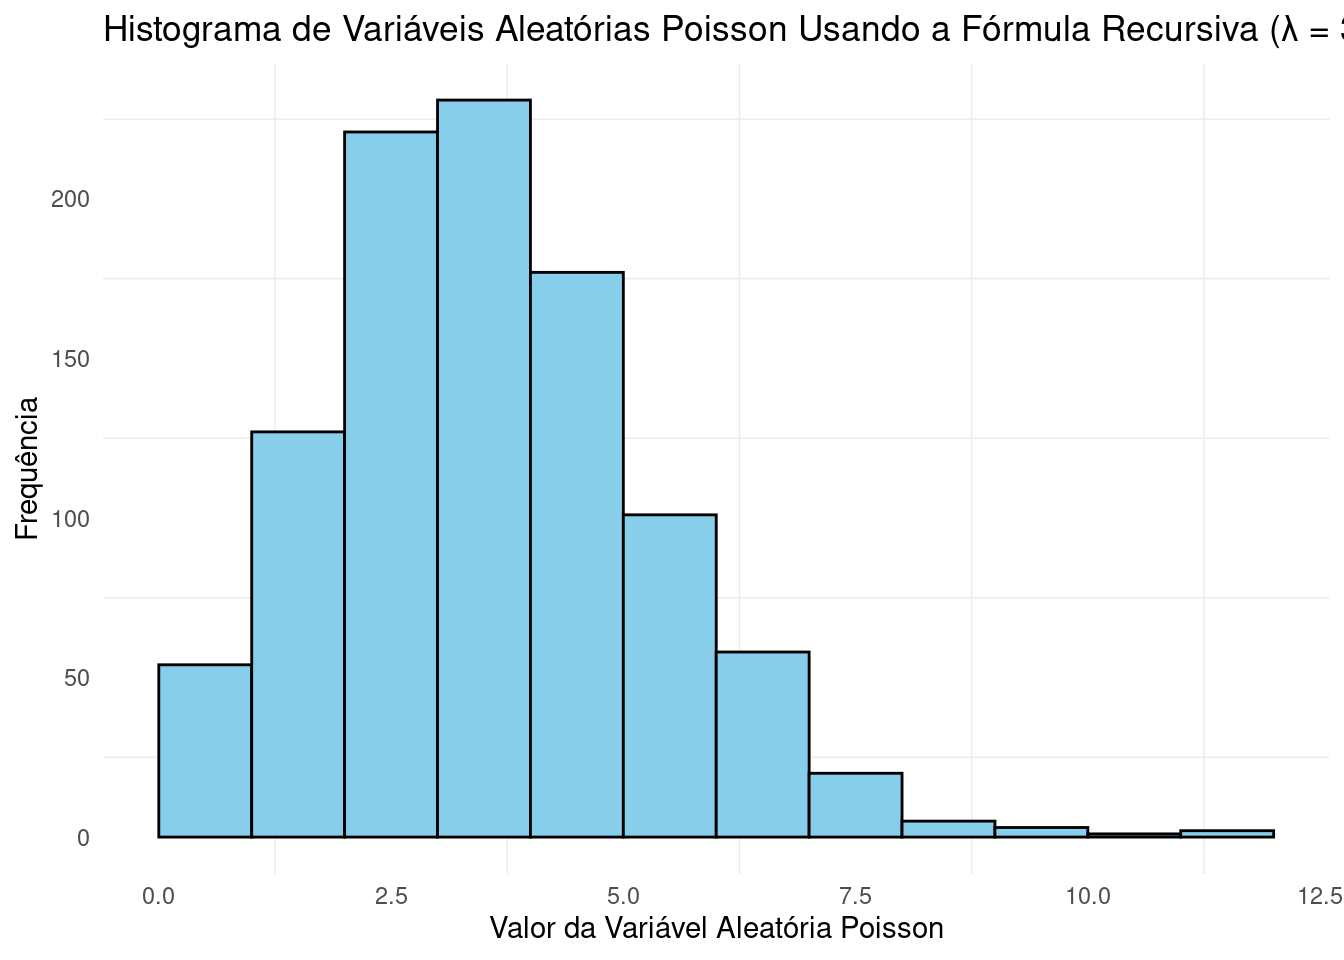 Histograma de Variáveis Aleatórias Poisson Usando a Fórmula Recursiva (λ =
200
150
100
50
0
Frequência
0.0 2.5 5.0 7.5 10.0 12.5
Valor da Variável Aleatória Poisson